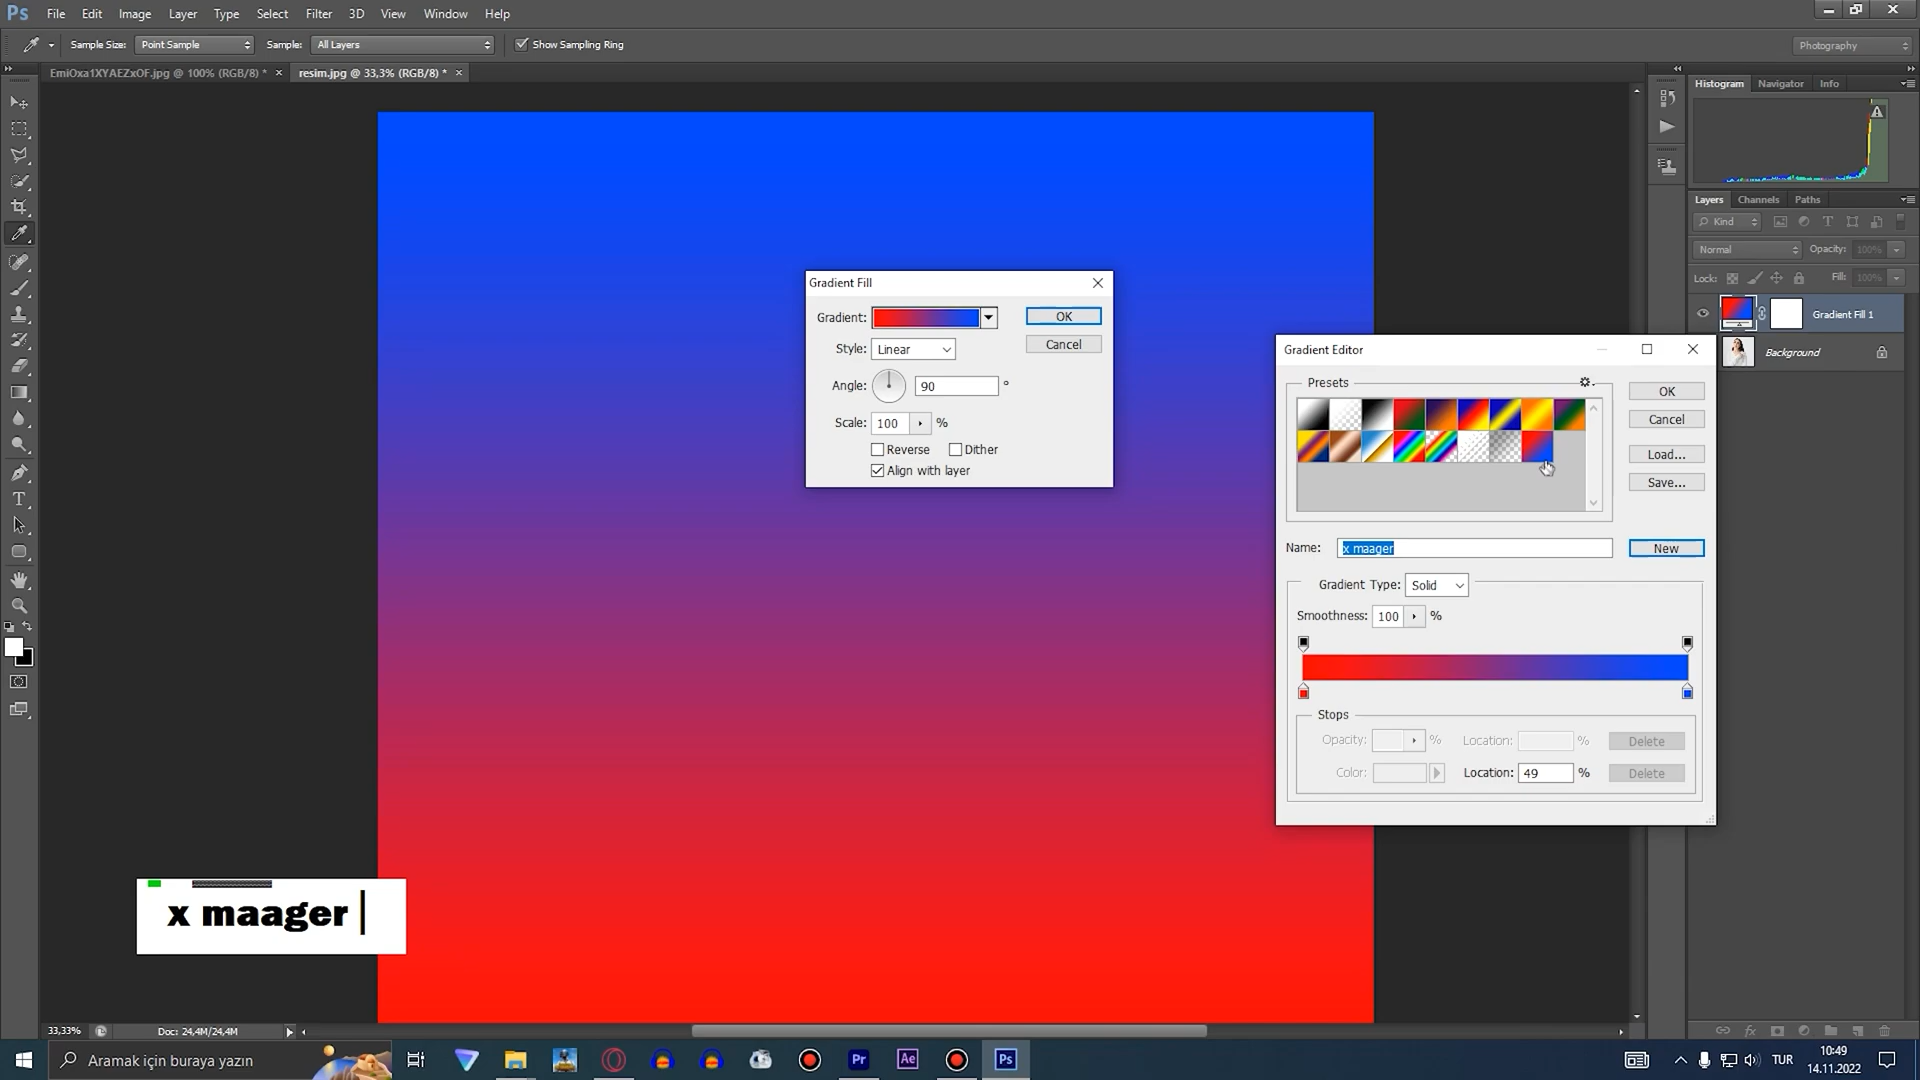 Ps File Edit Image Layer Type Select Filter 3D View Window Help
Sample Size: Point Sample Sample: All Layers Show Sampling Ring Photography
EmiOxa1XYAEZxOF.jpg @ 100% (RGB/8) * × resim.jpg @ 33,3% (RGB/8) * ×
Histogram Navigator Info
Layers Channels Paths
Kind
Normal Opacity: 100%
Lock: Fill: 100%
Gradient Fill 1
Background
Gradient Fill
Gradient: OK
Style: Linear Cancel
Angle: 90 °
Scale: 100 %
Reverse Dither
Align with layer
Gradient Editor
Presets
OK
Cancel
Load...
Save...
Name: x maager New
Gradient Type: Solid
Smoothness: 100 %
Stops
Opacity: % Location: % Delete
Color: Location: 49 % Delete
x maager
33,33% Doc: 24,4M/24,4M
Aramak için buraya yazın Pr Ae Ps TUR 10:49
14.11.2022